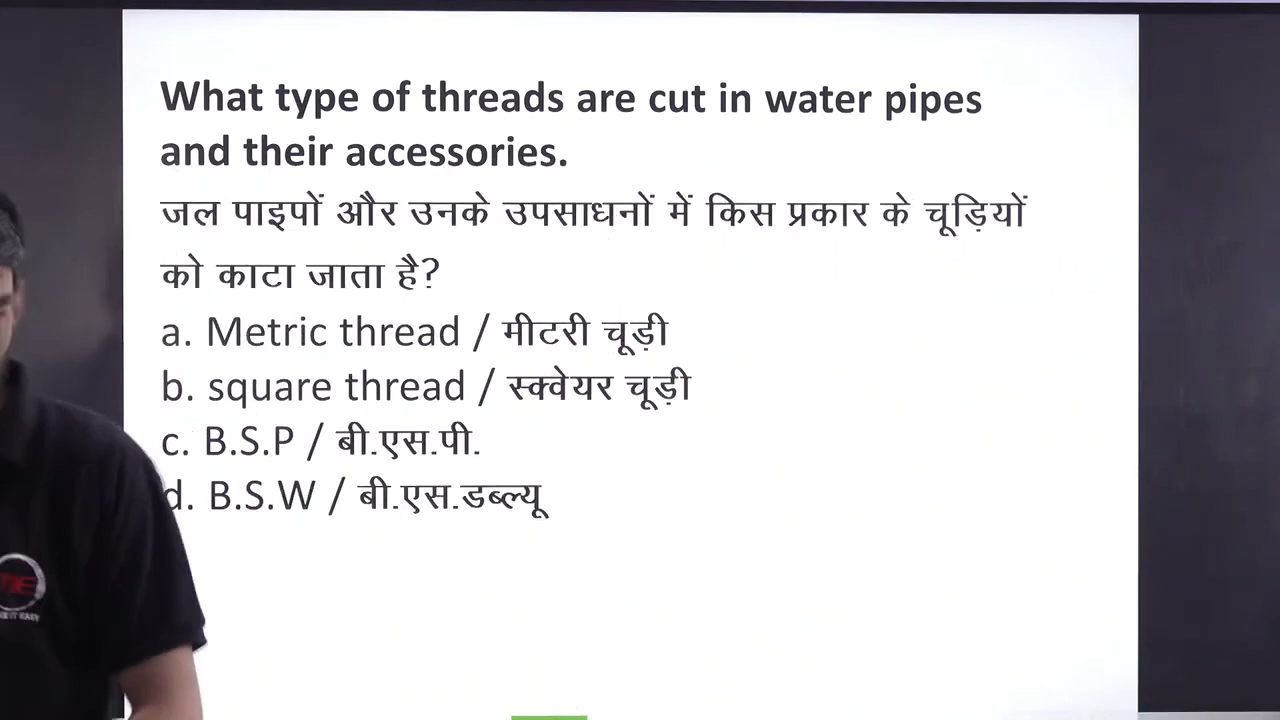 What type of threads are cut in water pipes
and their accessories.
जल पाइपों और उनके उपसाधनों में किस प्रकार के चूड़ियों
को काटा जाता है?
a. Metric thread / मीटरी चूड़ी
b. square thread / स्क्वेयर चूड़ी
c. B.S.P / बी.एस.पी.
d. B.S.W / बी.एस.डब्ल्यू